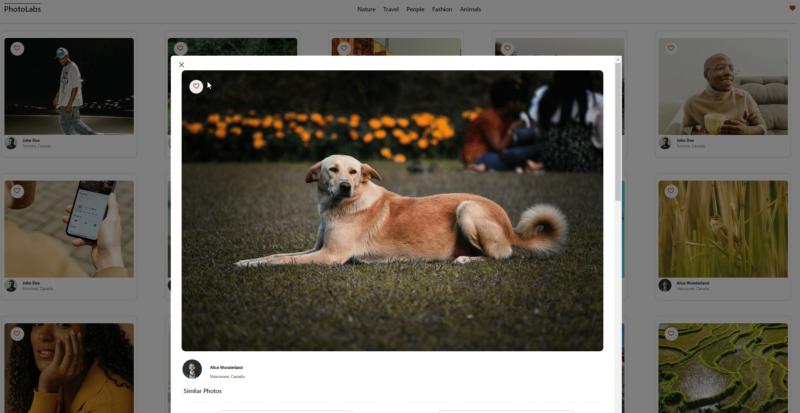 PhotoLabs
Nature Travel People Fashion Animals
John Doe
Toronto, Canada
John Doe
Toronto, Canada
Alice Wonderland
Vancouver, Canada
Similar Photos
John Doe
Montreal, Canada
Alice Wonderland
Vancouver, Canada